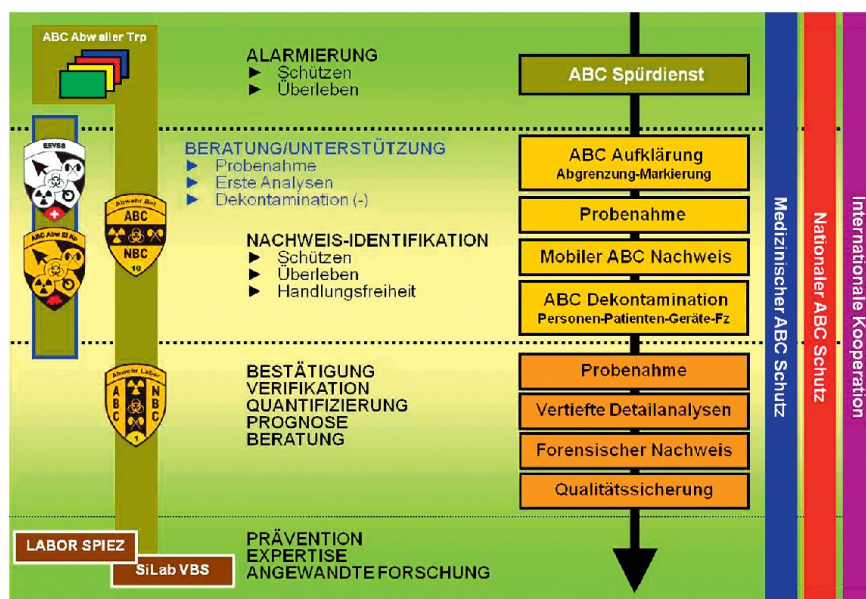 ABC Abw aller Trp
ALARMIERUNG
► Schützen
► Überleben
ABC Spürdienst
EEVBS
Abwehr Bat
ABC
NBC
10
ABC Abw Ei Kp
BERATUNG/UNTERSTÜTZUNG
► Probenahme
► Erste Analysen
► Dekontamination (-)
NACHWEIS-IDENTIFIKATION
► Schützen
► Überleben
► Handlungsfreiheit
ABC Aufklärung
Abgrenzung-Markierung
Probenahme
Mobiler ABC Nachweis
ABC Dekontamination
Personen-Patienten-Geräte-Fz
Abwehr Labor
ABC
NBC
1
BESTÄTIGUNG
VERIFIKATION
QUANTIFIZIERUNG
PROGNOSE
BERATUNG
Probenahme
Vertiefte Detailanalysen
Forensischer Nachweis
Qualitätssicherung
LABOR SPIEZ
SiLab VBS
PRÄVENTION
EXPERTISE
ANGEWANDTE FORSCHUNG
Medizinischer ABC Schutz
Nationaler ABC Schutz
Internationale Kooperation